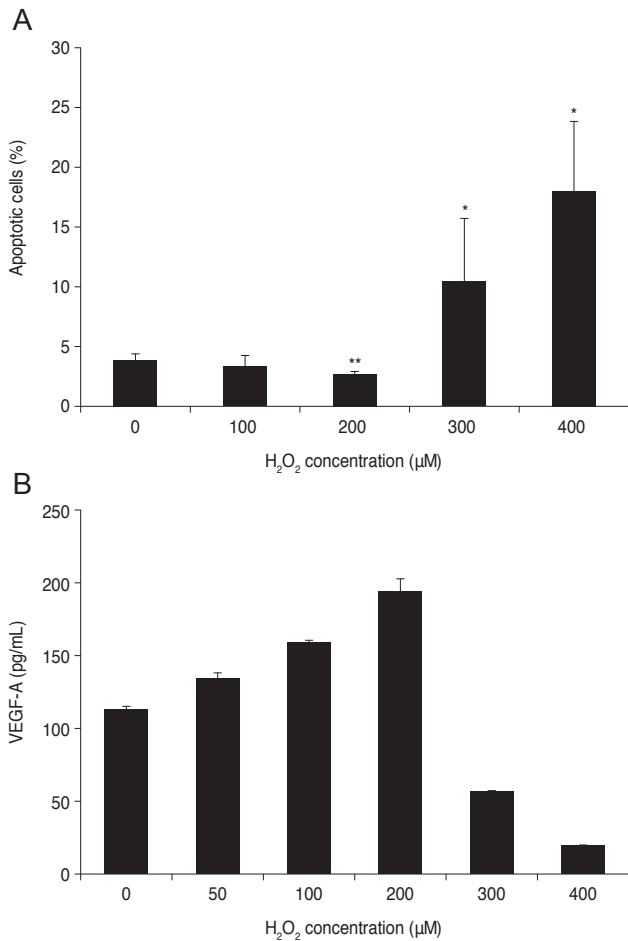 A
30
25
20
15
10
5
0
Apoptotic cells (%)
*
*
**
0 100 200 300 400
H₂O₂ concentration (µM)
B
250
200
150
100
50
0
VEGF-A (pg/mL)
0 50 100 200 300 400
H₂O₂ concentration (µM)